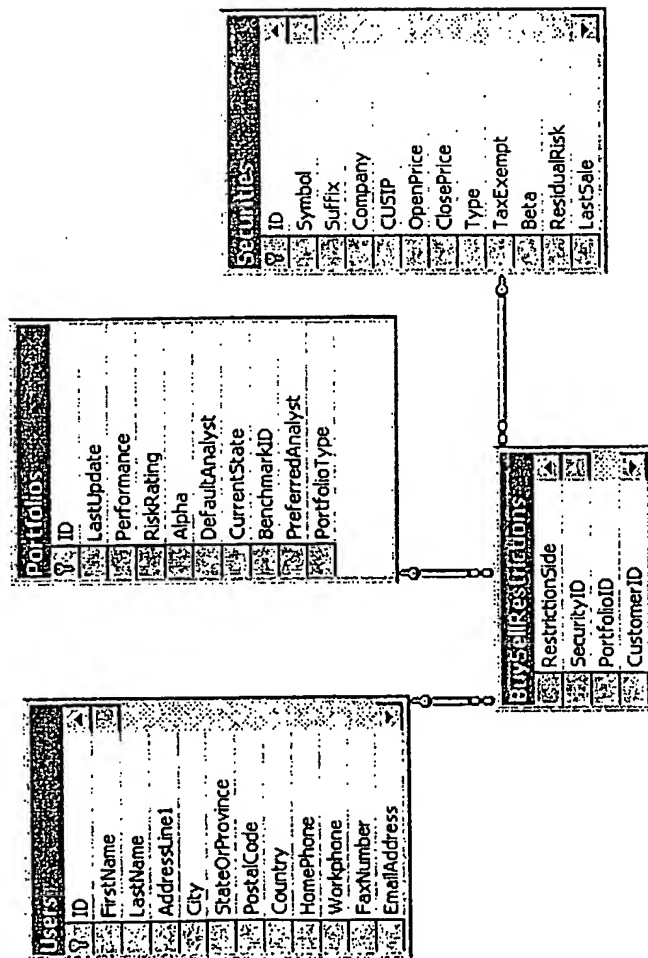 Users
ID
FirstName
LastName
AddressLine1
City
StateOrProvince
PostalCode
Country
HomePhone
Workphone
FaxNumber
EmailAddress
Portfolios
ID
LastUpdate
Performance
RiskRating
Alpha
DefaultAnalyst
CurrentState
BenchmarkID
PreferredAnalyst
PortfolioType
Securities
ID
Symbol
Suffix
Company
CUSIP
OpenPrice
ClosePrice
Type
TaxExempt
Beta
ResidualRisk
LastSale
BuySellRestrictions
RestrictionSide
SecurityID
PortfolioID
CustomerID